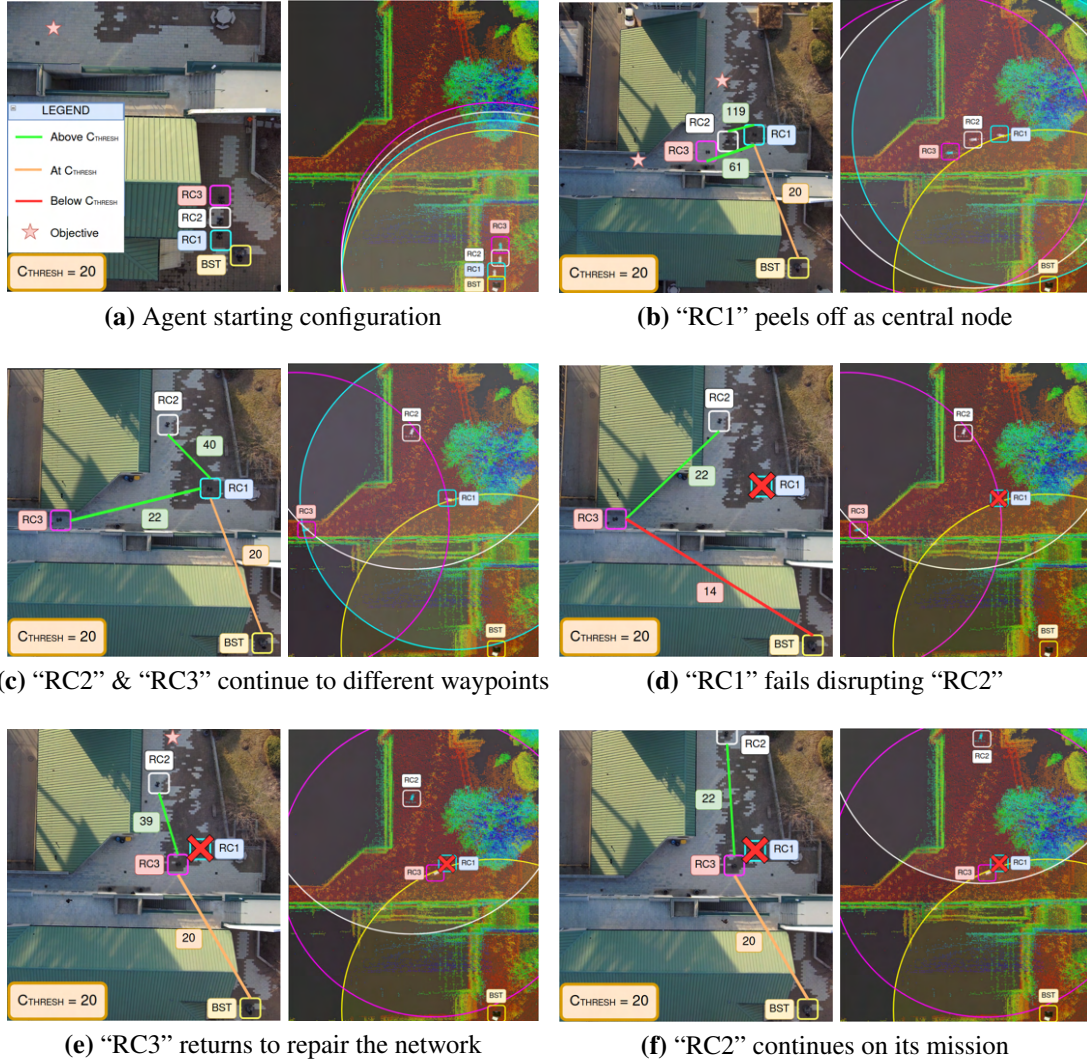 LEGEND
Above CTHRESH
At CTHRESH
Below CTHRESH
Objective
RC3
RC2
RC1
BST
CTHRESH = 20
RC3
RC2
RC1
BST
119
RC2
RC1
RC3
61
20
BST
CTHRESH = 20
RC2
RC1
RC3
BST
(a) Agent starting configuration
(b) “RC1” peels off as central node
RC2
40
RC1
RC3
22
20
CTHRESH = 20
BST
RC2
RC1
RC3
BST
RC2
22
RC1
RC3
14
CTHRESH = 20
BST
RC2
RC1
RC3
BST
(c) “RC2” & “RC3” continue to different waypoints
(d) “RC1” fails disrupting “RC2”
RC2
39
RC1
RC3
20
CTHRESH = 20
BST
RC2
RC1
RC3
BST
RC2
22
RC1
RC3
20
CTHRESH = 20
BST
RC2
RC1
RC3
BST
(e) “RC3” returns to repair the network
(f) “RC2” continues on its mission